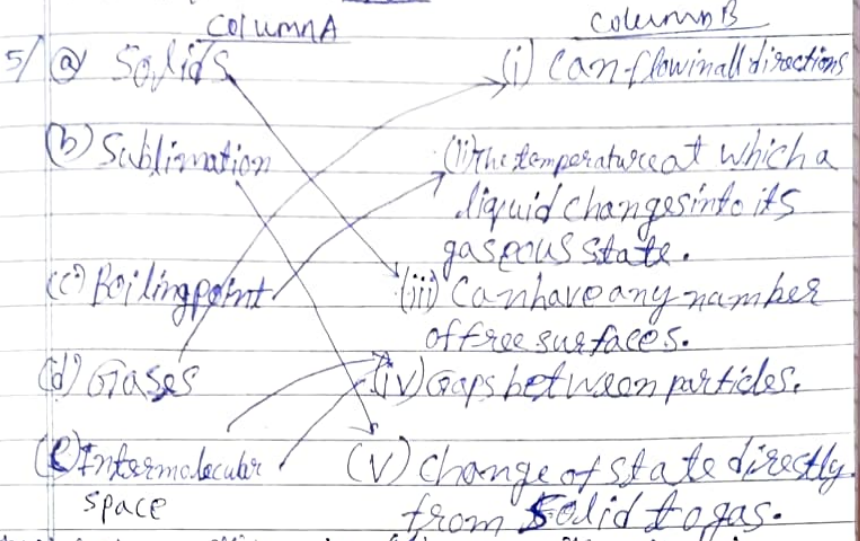 ColumnA ColumnB
5/ (a) Solids (i) Can flow in all directions
(b) Sublimation (ii) The temperature at which a
liquid changes into its
gaseous state.
(c) Boiling point (iii) Can have any number
of free surfaces.
(d) Gases (iv) Gaps between particles.
(e) Intermolecular (v) Change of state directly
space from Solid to gas.